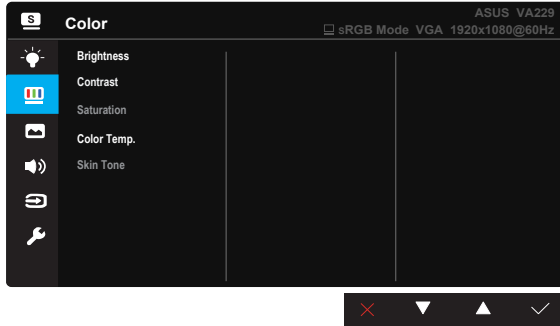 S
Color
ASUS VA229
sRGB Mode VGA 1920x1080@60Hz
Brightness
Contrast
Saturation
Color Temp.
Skin Tone